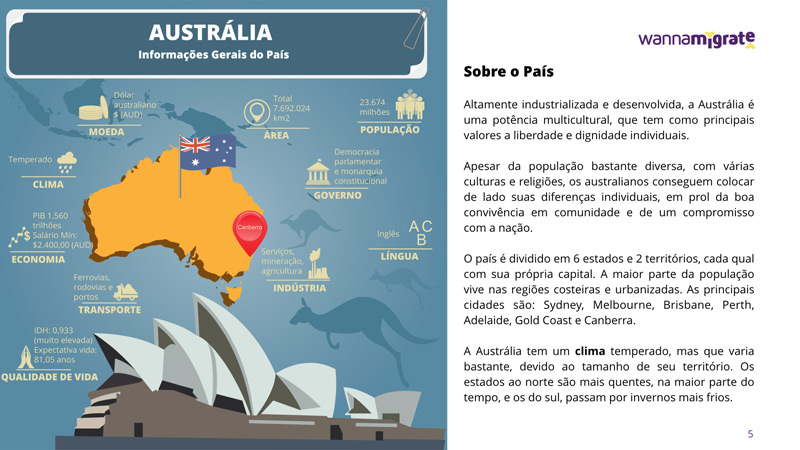 AUSTRÁLIA
Informações Gerais do País
Dólar
australiano
$ (AUD)
MOEDA
Total
7.692.024
km2
ÁREA
23.674
milhões
POPULAÇÃO
Temperado
CLIMA
Democracia
parlamentar
e monarquia
constitucional
GOVERNO
PIB 1.560
trilhões
Salário Mín:
$2.400,00 (AUD)
ECONOMIA
Canberra
Inglês
A C
B
LÍNGUA
Serviços,
mineração,
agricultura
INDÚSTRIA
Ferrovias,
rodovias e
portos
TRANSPORTE
IDH: 0,933
(muito elevada)
Expectativa vida:
81,05 anos
QUALIDADE DE VIDA
wannamigrate
Sobre o País
Altamente industrializada e desenvolvida, a Austrália é
uma potência multicultural, que tem como principais
valores a liberdade e dignidade individuais.
Apesar da população bastante diversa, com várias
culturas e religiões, os australianos conseguem colocar
de lado suas diferenças individuais, em prol da boa
convivência em comunidade e de um compromisso
com a nação.
O país é dividido em 6 estados e 2 territórios, cada qual
com sua própria capital. A maior parte da população
vive nas regiões costeiras e urbanizadas. As principais
cidades são: Sydney, Melbourne, Brisbane, Perth,
Adelaide, Gold Coast e Canberra.
A Austrália tem um clima temperado, mas que varia
bastante, devido ao tamanho de seu território. Os
estados ao norte são mais quentes, na maior parte do
tempo, e os do sul, passam por invernos mais frios.
5